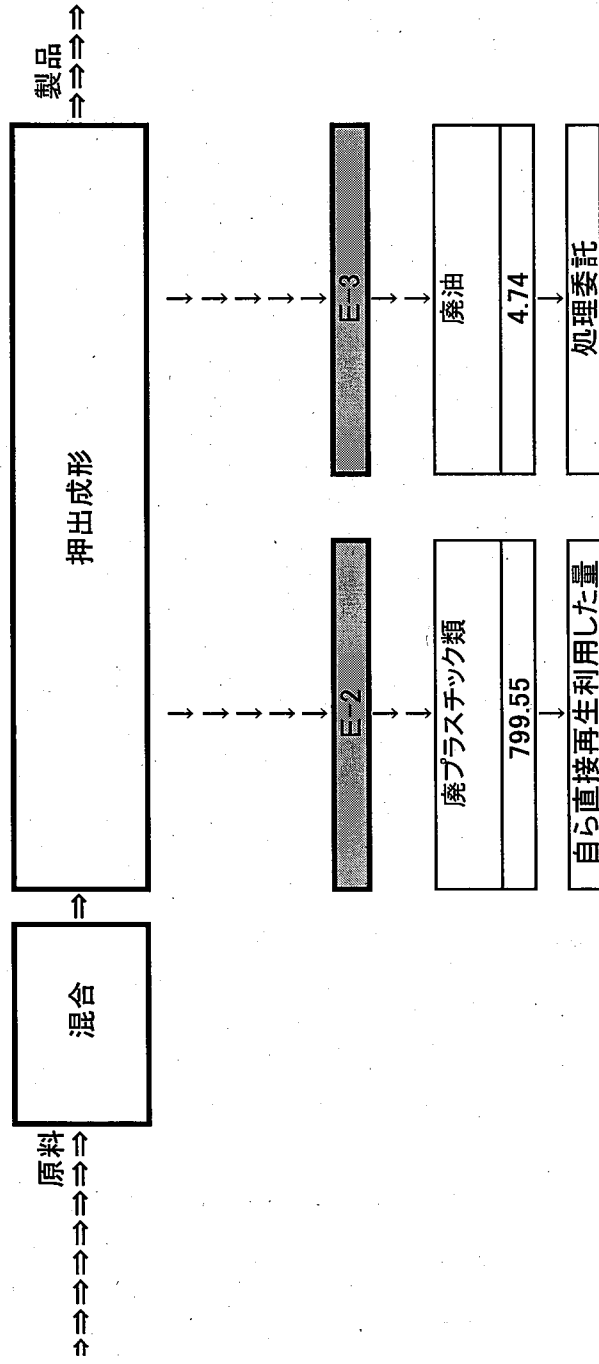 原料
⇒⇒⇒⇒⇒⇒⇒⇒
混合
⇒
押出成形
製品
⇒⇒⇒⇒
E-2
廃プラスチック類
799.55
自ら直接再生利用した量
E-3
廃油
4.74
処理委託